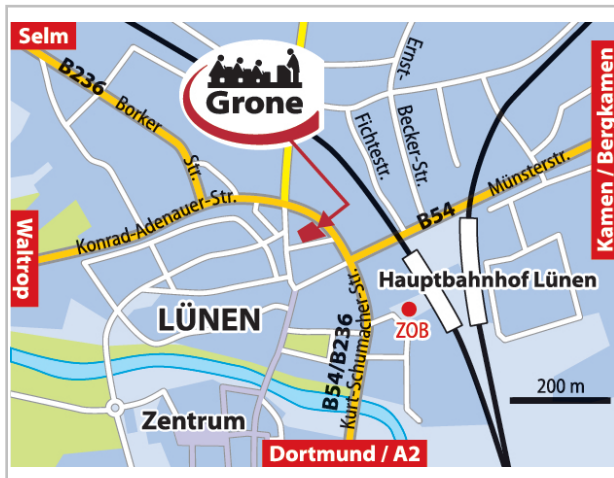 Selm
B236
Borker
Str.
Grone
Ernst-
Becker-Str.
Fichtestr.
Kamen / Bergkamen
Münsterstr.
B54
Waltrop
Konrad-Adenauer-Str.
Hauptbahnhof Lünen
LÜNEN
ZOB
B54/B236
Kurt-Schumacher-Str.
200 m
Zentrum
Dortmund / A2